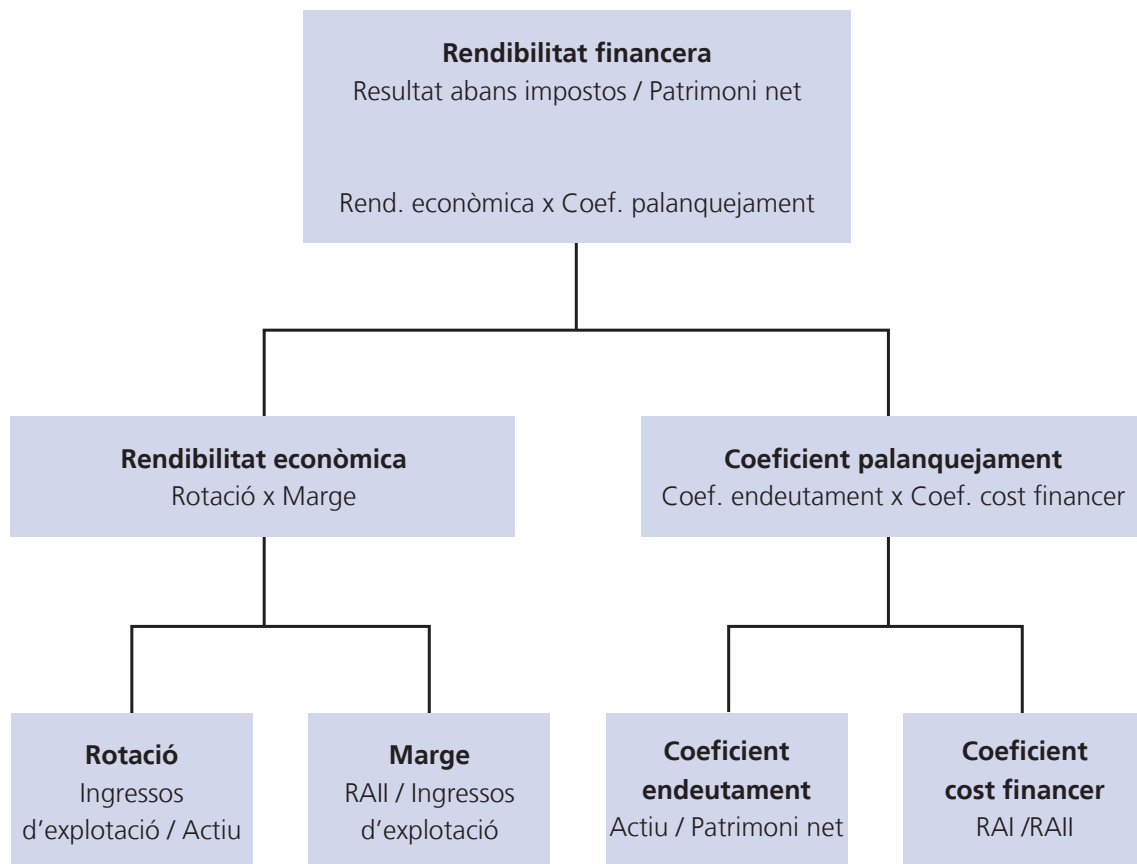 Rendibilitat financera
Resultat abans impostos / Patrimoni net
Rend. econòmica x Coef. palanquejament
Rendibilitat econòmica
Rotació x Marge
Coeficient palanquejament
Coef. endeutament x Coef. cost financer
Rotació
Ingressos
d’explotació / Actiu
Marge
RAII / Ingressos
d’explotació
Coeficient
endeutament
Actiu / Patrimoni net
Coeficient
cost financer
RAI /RAII